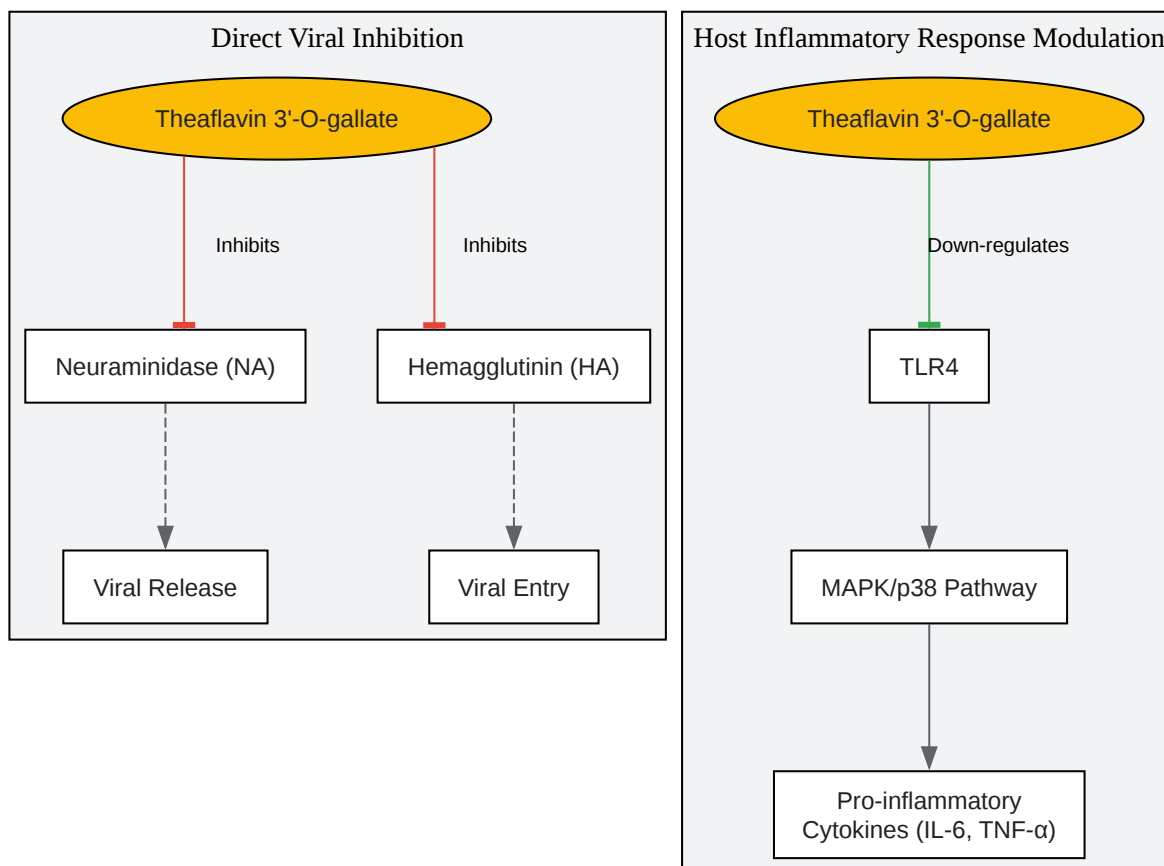 Direct Viral Inhibition
Theaflavin 3'-O-gallate
Inhibits
Inhibits
Neuraminidase (NA)
Hemagglutinin (HA)
Viral Release
Viral Entry
Host Inflammatory Response Modulation
Theaflavin 3'-O-gallate
Down-regulates
TLR4
MAPK/p38 Pathway
Pro-inflammatory
Cytokines (IL-6, TNF-α)